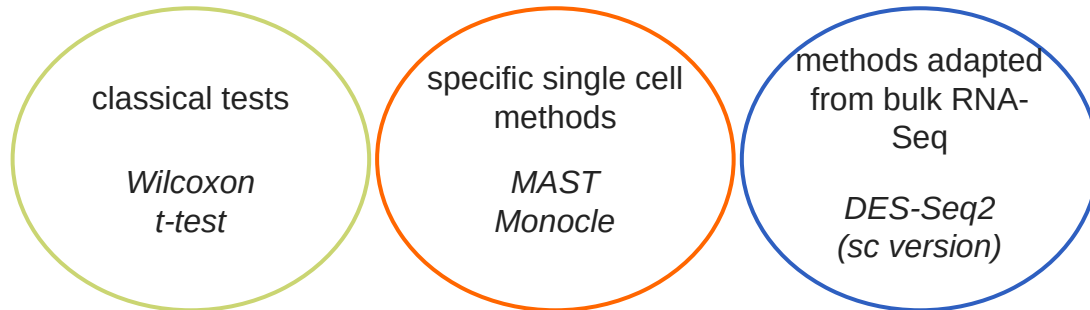 classical tests
Wilcoxon
t-test
specific single cell
methods
MAST
Monocle
methods adapted
from bulk RNA-
Seq
DES-Seq2
(sc version)